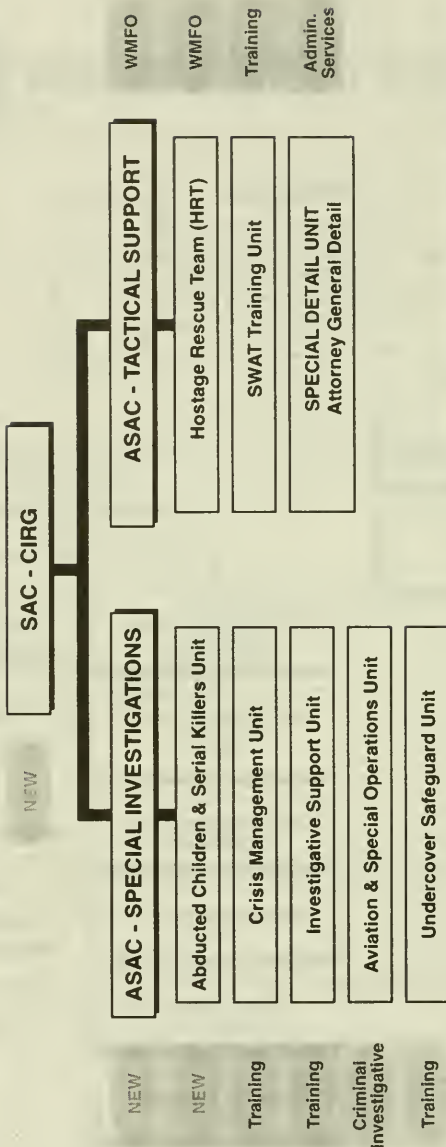 NEW
SAC - CIRG
NEW
ASAC - SPECIAL INVESTIGATIONS
NEW
Abducted Children & Serial Killers Unit
Training
Crisis Management Unit
Training
Investigative Support Unit
Criminal
Investigative
Aviation & Special Operations Unit
Training
Undercover Safeguard Unit
ASAC - TACTICAL SUPPORT
WMFO
Hostage Rescue Team (HRT)
WMFO
SWAT Training Unit
Training
SPECIAL DETAIL UNIT
Attorney General Detail
Admin.
Services